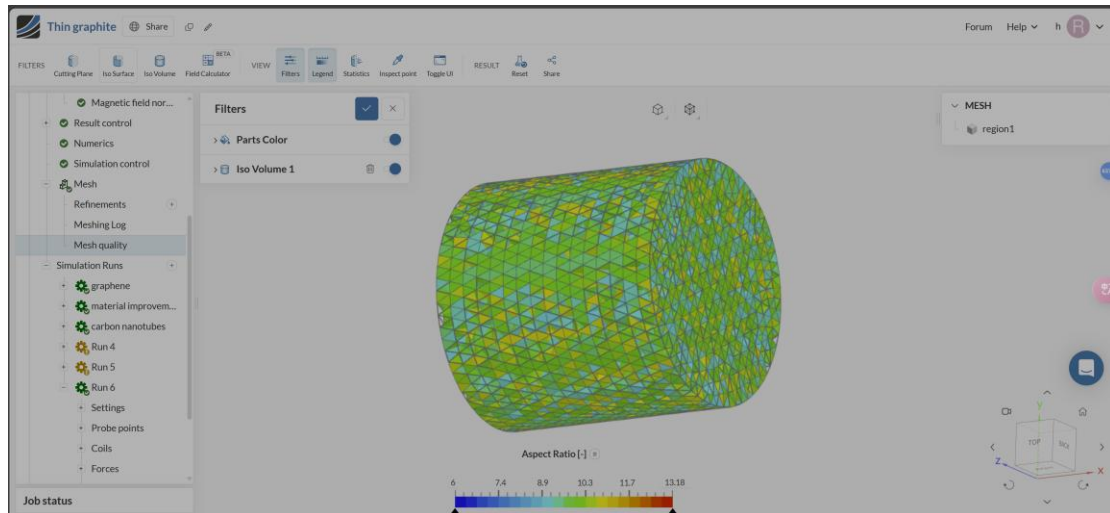 Thin graphite Share
Forum Help h R
FILTERS Cutting Plane Iso Surface Iso Volume Field Calculator BETA VIEW Filters Legend Statistics Inspect point Toggle UI RESULT Reset Share
Magnetic field nor...
Result control
Numerics
Simulation control
Mesh
Refinements
Meshing Log
Mesh quality
Simulation Runs
graphene
material improvem...
carbon nanotubes
Run 4
Run 5
Run 6
Settings
Probe points
Coils
Forces
Job status
Filters
Parts Color
Iso Volume 1
MESH
region1
Aspect Ratio [-]
6 7.4 8.9 10.3 11.7 13.18
Y
TOP SIDE
Z X